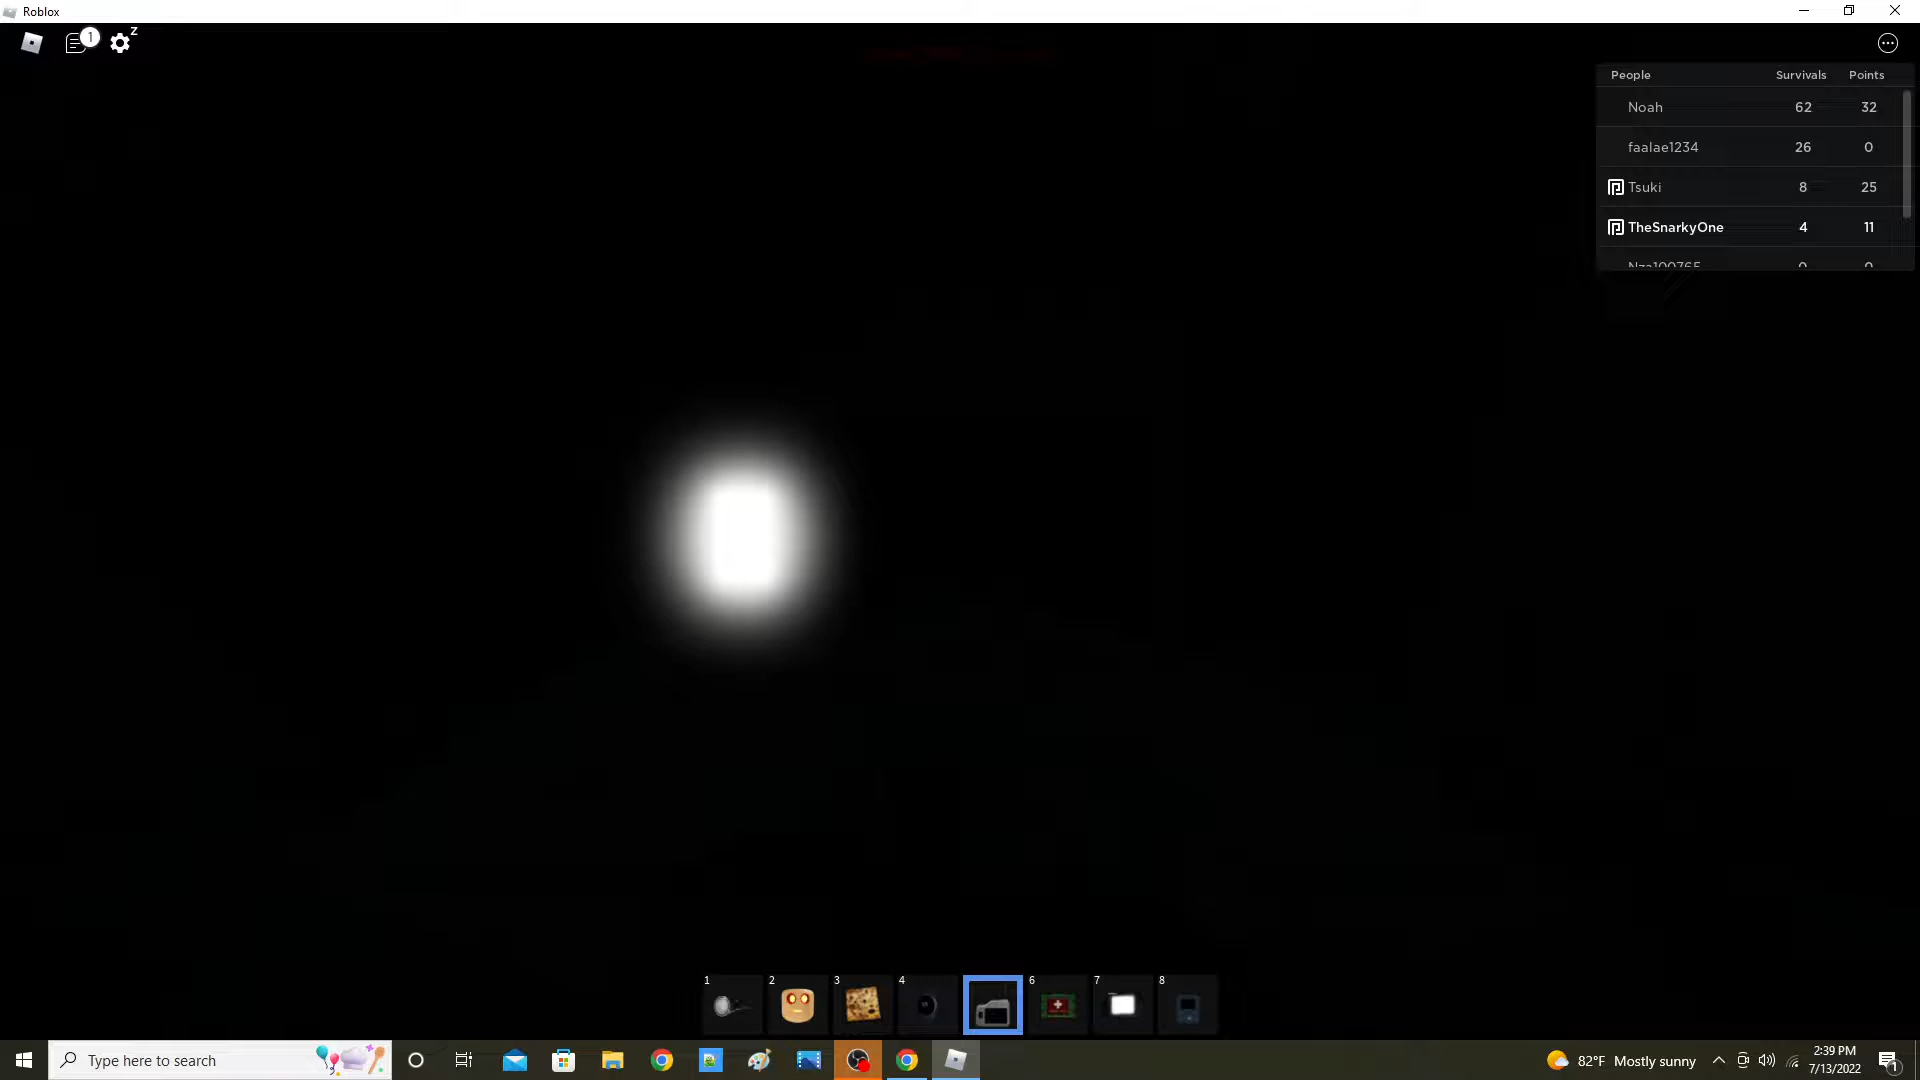 Roblox
1
Z
People Survivals Points
Noah 62 32
faalae1234 26 0
Tsuki 8 25
TheSnarkyOne 4 11
1 2 3 4 6 7 8
Type here to search
82°F Mostly sunny
2:39 PM
7/13/2022
1